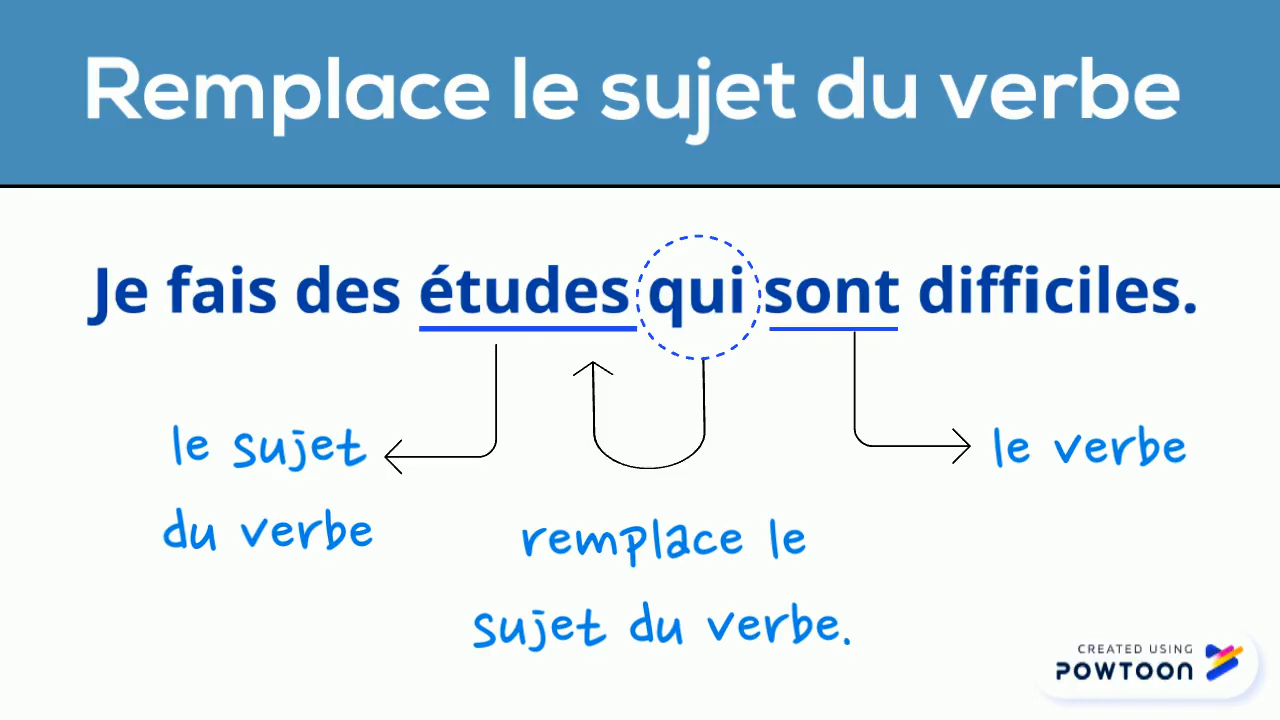 Remplace le sujet du verbe
Je fais des études qui sont difficiles.
le sujet
du verbe
remplace le
sujet du verbe.
le verbe
CREATED USING
POWTOON